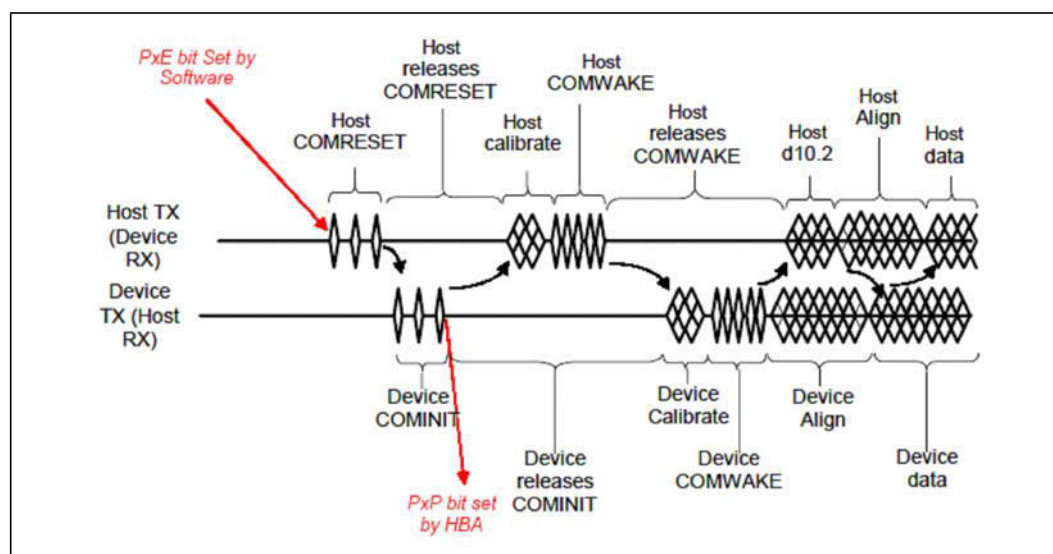 PxE bit Set by
Software
Host
releases
COMRESET
Host
COMWAKE
Host
COMRESET
Host
calibrate
Host
releases
COMWAKE
Host
d10.2
Host
Align
Host
data
Host TX
(Device
RX)
Device
TX (Host
RX)
Device
COMINIT
Device
releases
COMINIT
Device
Calibrate
Device
COMWAKE
Device
Align
Device
data
PxP bit set
by HBA